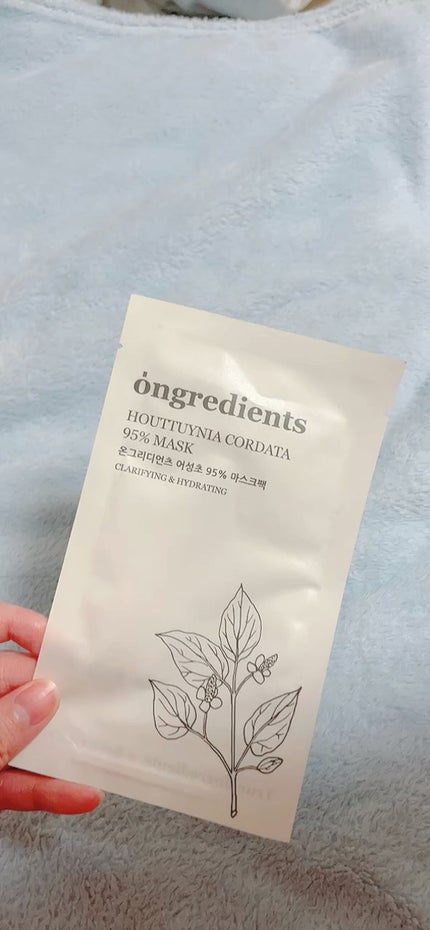 öngredients
HOUTTUYNIA CORDATA
95% MASK
온그리디언츠 어성초 95% 마스크팩
CLARIFYING & HYDRATING